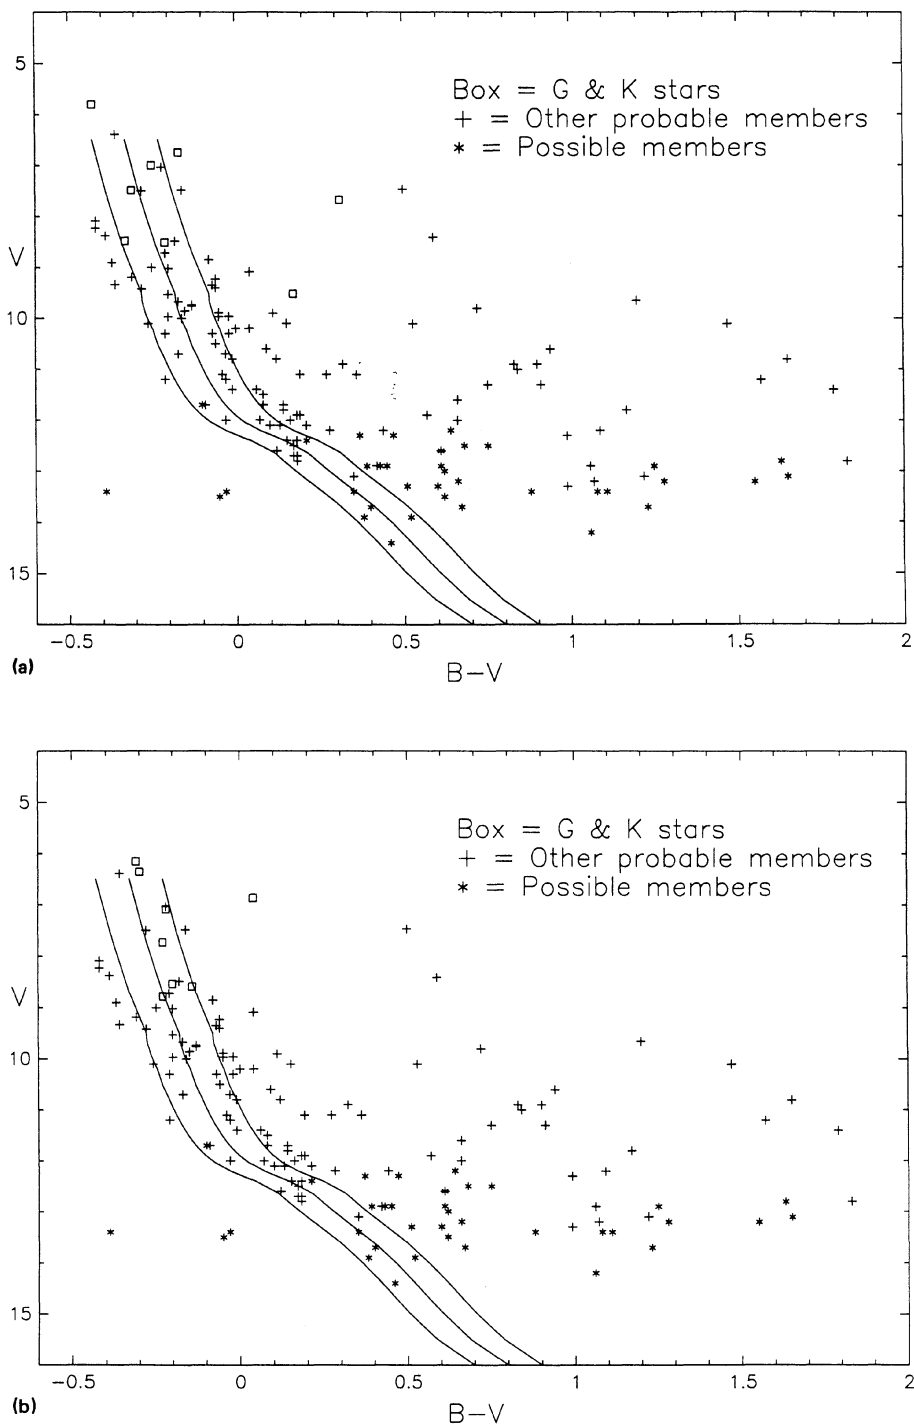 5
Box = G & K stars
+ = Other probable members
* = Possible members
V
10
15
-0.5 0 0.5 1 1.5 2
(a)
B-V
5
Box = G & K stars
+ = Other probable members
* = Possible members
V
10
15
-0.5 0 0.5 1 1.5 2
(b)
B-V